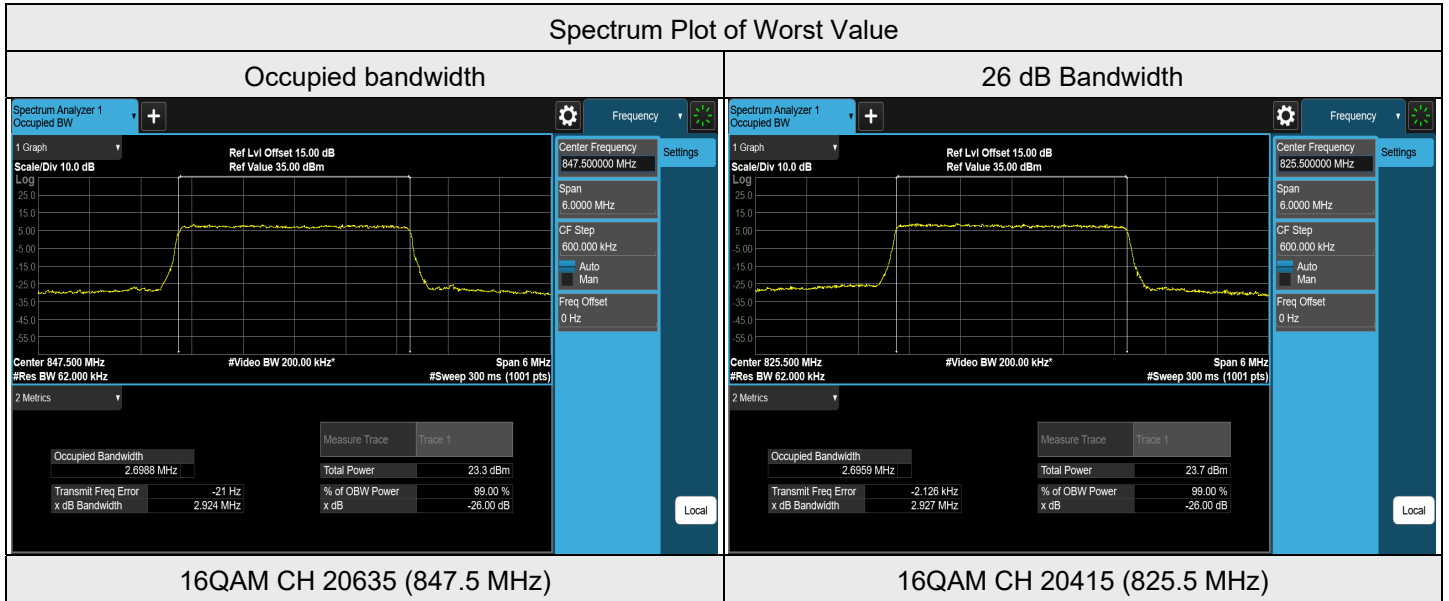 Spectrum Plot of Worst Value
Occupied bandwidth
26 dB Bandwidth
Spectrum Analyzer 1
Occupied BW
+
Frequency
1 Graph
Scale/Div 10.0 dB
Ref Lvl Offset 15.00 dB
Ref Value 35.00 dBm
Log
25.0
15.0
5.00
-5.00
-15.0
-25.0
-35.0
-45.0
-55.0
Center 847.500 MHz
#Video BW 200.00 kHz*
Span 6 MHz
#Res BW 62.000 kHz
#Sweep 300 ms (1001 pts)
Center Frequency
847.500000 MHz
Settings
Span
6.0000 MHz
CF Step
600.000 kHz
Auto
Man
Freq Offset
0 Hz
2 Metrics
Measure Trace Trace 1
Occupied Bandwidth
2.6988 MHz
Total Power 23.3 dBm
Transmit Freq Error -21 Hz
% of OBW Power 99.00 %
x dB Bandwidth 2.924 MHz
x dB -26.00 dB
Local
Spectrum Analyzer 1
Occupied BW
+
Frequency
1 Graph
Scale/Div 10.0 dB
Ref Lvl Offset 15.00 dB
Ref Value 35.00 dBm
Log
25.0
15.0
5.00
-5.00
-15.0
-25.0
-35.0
-45.0
-55.0
Center 825.500 MHz
#Video BW 200.00 kHz*
Span 6 MHz
#Res BW 62.000 kHz
#Sweep 300 ms (1001 pts)
Center Frequency
825.500000 MHz
Settings
Span
6.0000 MHz
CF Step
600.000 kHz
Auto
Man
Freq Offset
0 Hz
2 Metrics
Measure Trace Trace 1
Occupied Bandwidth
2.6959 MHz
Total Power 23.7 dBm
Transmit Freq Error -2.126 kHz
% of OBW Power 99.00 %
x dB Bandwidth 2.927 MHz
x dB -26.00 dB
Local
16QAM CH 20635 (847.5 MHz)
16QAM CH 20415 (825.5 MHz)